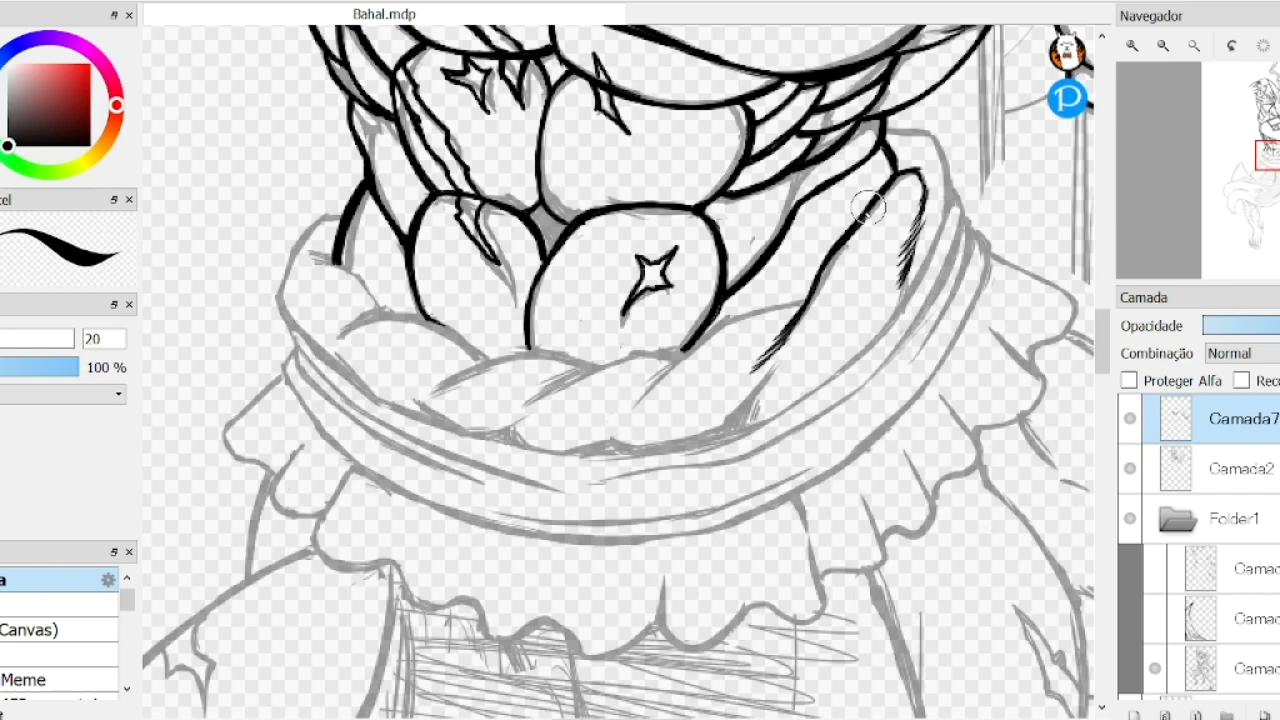 Bahal.mdp
Navegador
cel
20
100 %
a
Canvas)
Meme
Camada
Opacidade
Combinação Normal
Proteger Alfa Rec
Camada7
Camada2
Folder1
Camad
Camad
Camad